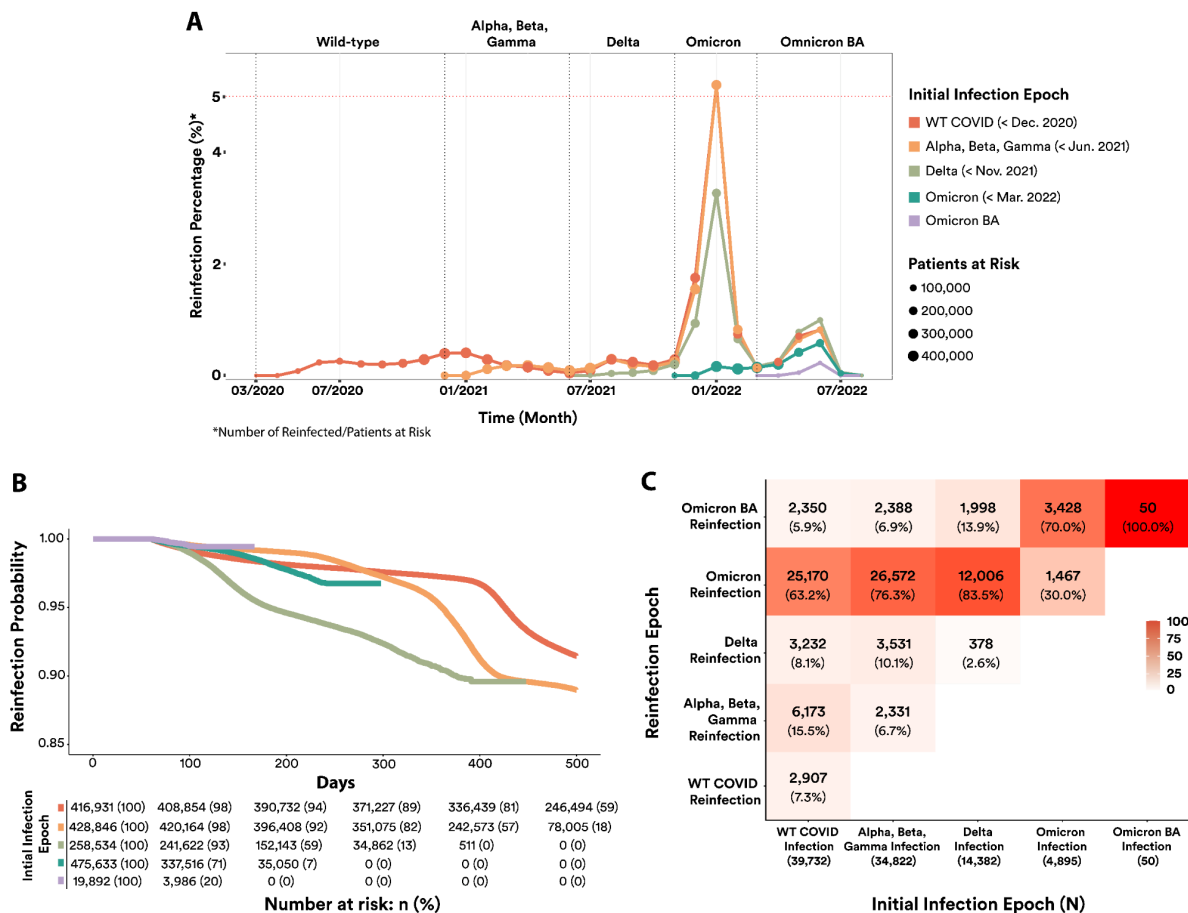 A
Wild-type
Alpha, Beta,
Gamma
Delta
Omicron
Omnicron BA
Reinfection Percentage (%)*
5
4
2
0
03/2020
07/2020
01/2021
07/2021
01/2022
07/2022
Time (Month)
*Number of Reinfected/Patients at Risk
Initial Infection Epoch
WT COVID (< Dec. 2020)
Alpha, Beta, Gamma (< Jun. 2021)
Delta (< Nov. 2021)
Omicron (< Mar. 2022)
Omicron BA
Patients at Risk
100,000
200,000
300,000
400,000
B
Reinfection Probability
1.00
0.95
0.90
0.85
0
100
200
300
400
500
Days
Intial Infection
Epoch
416,931 (100) 408,854 (98) 390,732 (94) 371,227 (89) 336,439 (81) 246,494 (59)
428,846 (100) 420,164 (98) 396,408 (92) 351,075 (82) 242,573 (57) 78,005 (18)
258,534 (100) 241,622 (93) 152,143 (59) 34,862 (13) 511 (0) 0 (0)
475,633 (100) 337,516 (71) 35,050 (7) 0 (0) 0 (0) 0 (0)
19,892 (100) 3,986 (20) 0 (0) 0 (0) 0 (0) 0 (0)
Number at risk: n (%)
C
Reinfection Epoch
Omicron BA
Reinfection
2,350 2,388 1,998 3,428 50
(5.9%) (6.9%) (13.9%) (70.0%) (100.0%)
Omicron
Reinfection
25,170 26,572 12,006 1,467
(63.2%) (76.3%) (83.5%) (30.0%)
Delta
Reinfection
3,232 3,531 378
(8.1%) (10.1%) (2.6%)
Alpha, Beta,
Gamma
Reinfection
6,173 2,331
(15.5%) (6.7%)
WT COVID
Reinfection
2,907
(7.3%)
100
75
50
25
0
WT COVID
Infection
(39,732)
Alpha, Beta,
Gamma Infection
(34,822)
Delta
Infection
(14,382)
Omicron
Infection
(4,895)
Omicron BA
Infection
(50)
Initial Infection Epoch (N)